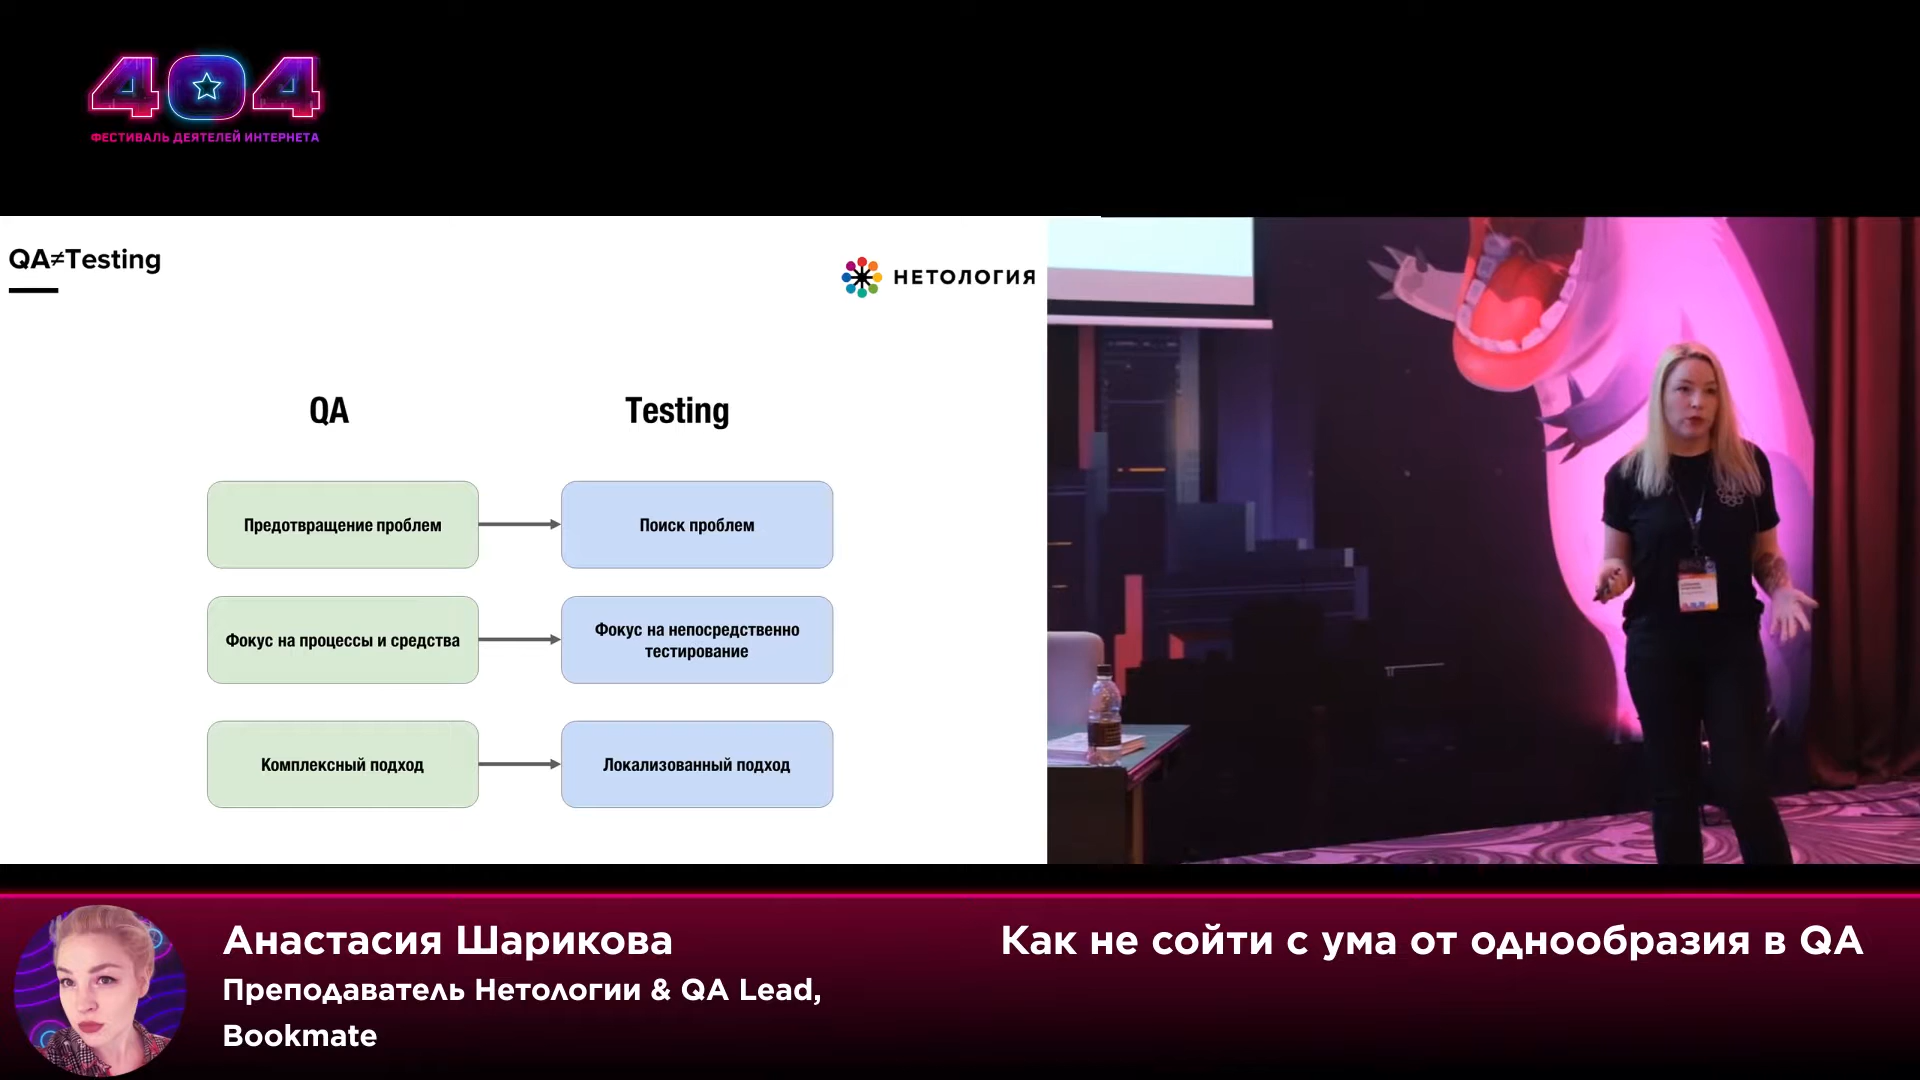 404
ФЕСТИВАЛЬ ДЕЯТЕЛЕЙ ИНТЕРНЕТА
QA≠Testing
НЕТОЛОГИЯ
QA
Testing
Предотвращение проблем
Поиск проблем
Фокус на процессы и средства
Фокус на непосредственно
тестирование
Комплексный подход
Локализованный подход
Анастасия Шарикова
Преподаватель Нетологии & QA Lead,
Bookmate
Как не сойти с ума от однообразия в QA